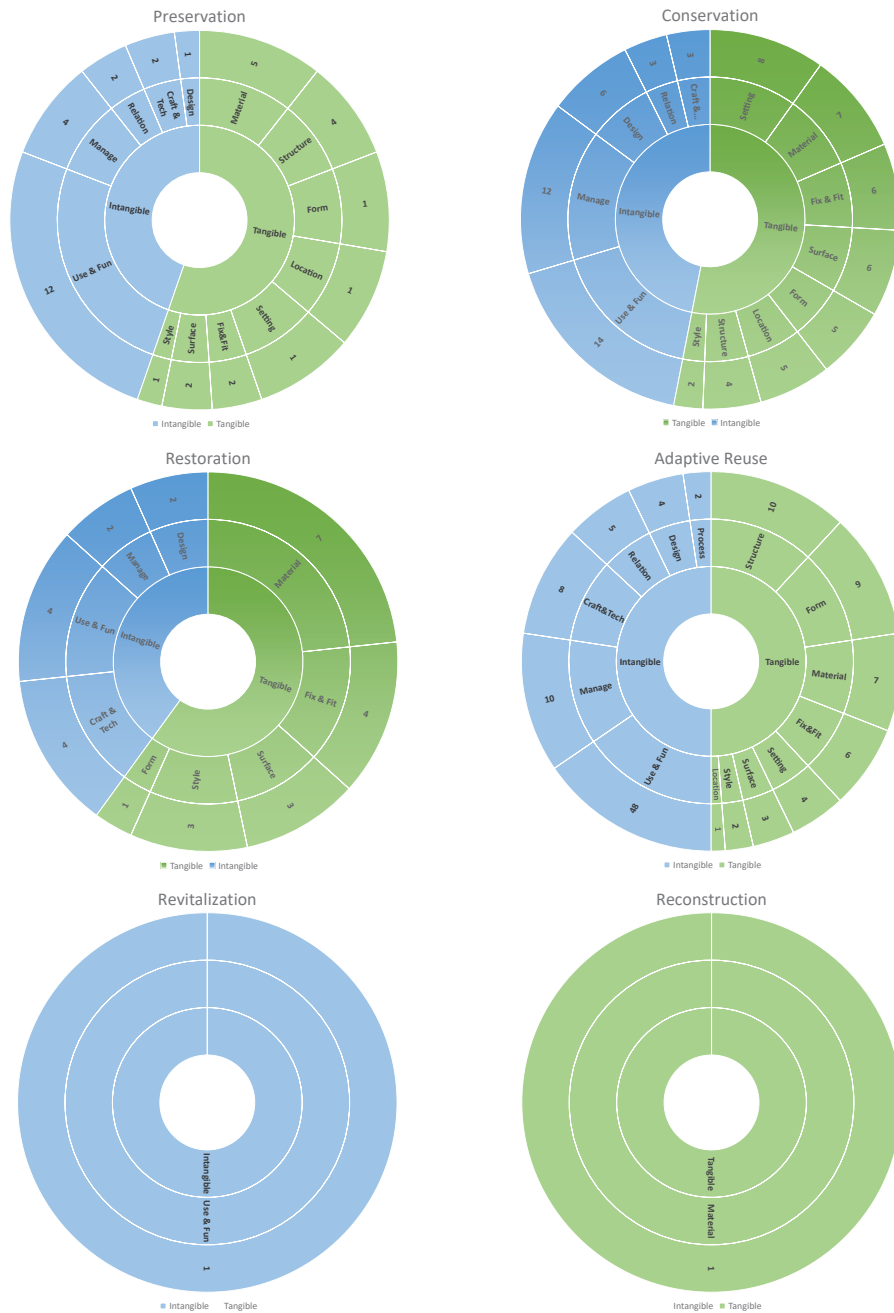 Preservation
Conservation
1
2
2
4
12
5
4
1
1
1
2
2
1
Design
Craft &
Tech
Relation
Manage
Use & Fun
Material
Structure
Form
Location
Setting
Fix&Fit
Surface
Style
Intangible
Tangible
Intangible Tangible
3
3
6
12
14
8
7
6
6
5
5
4
2
Craft &
...
Relation
Design
Manage
Use & Fun
Setting
Material
Fix & Fit
Surface
Form
Location
Structure
Style
Intangible
Tangible
Tangible Intangible
Restoration
Adaptive Reuse
2
2
4
4
7
4
3
3
1
Design
Manage
Use & Fun
Craft &
Tech
Material
Fix & Fit
Surface
Style
Form
Intangible
Tangible
Tangible Intangible
2
4
5
8
10
48
10
9
7
6
4
3
2
1
Process
Design
Relation
Craft&Tech
Manage
Use & Fun
Structure
Form
Material
Fix&Fit
Setting
Surface
Style
Location
Intangible
Tangible
Intangible Tangible
Revitalization
Reconstruction
Intangible
Use & Fun
1
Intangible Tangible
Tangible
Material
1
Intangible Tangible